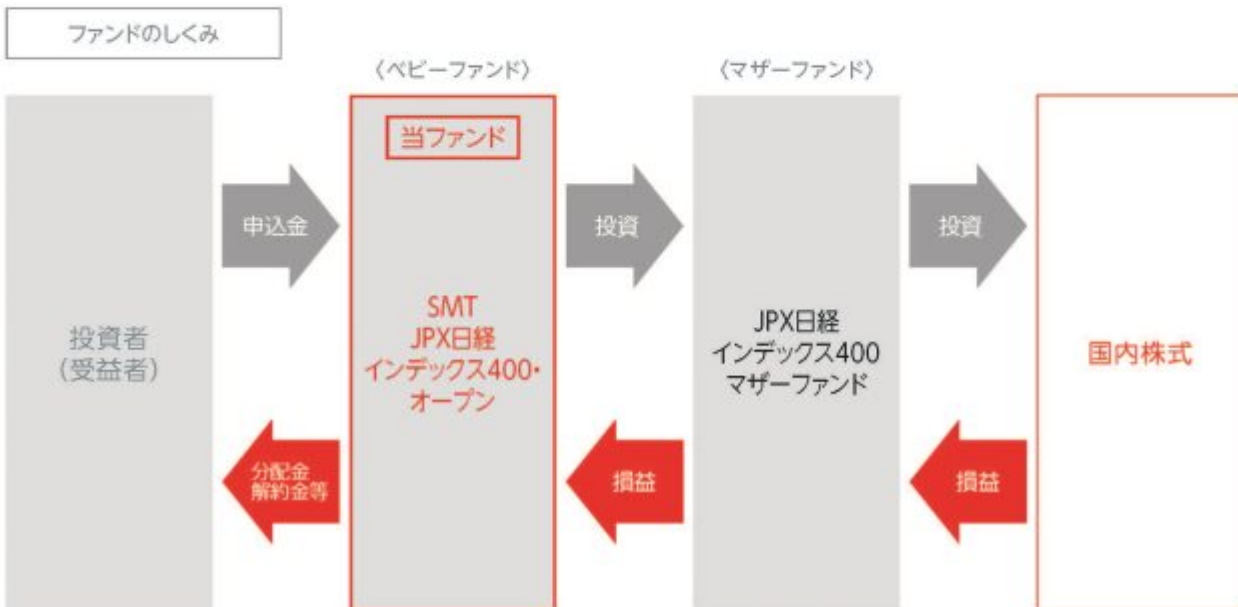 ファンドのしくみ
〈ベビーファンド〉
〈マザーファンド〉
当ファンド
申込金
投資
投資
投資者
(受益者)
SMT
JPX日経
インデックス400・
オープン
JPX日経
インデックス400
マザーファンド
国内株式
分配金
解約金等
損益
損益